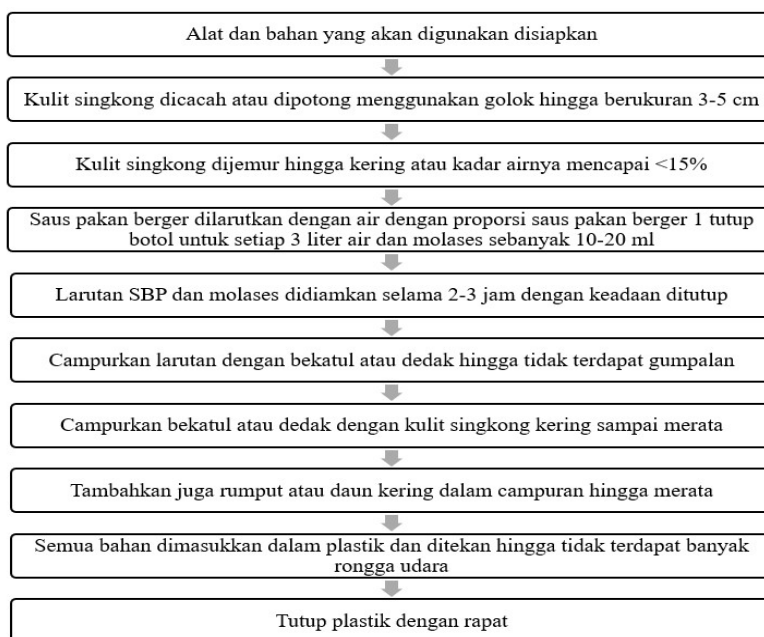 Alat dan bahan yang akan digunakan disiapkan
Kulit singkong dicacah atau dipotong menggunakan golok hingga berukuran 3-5 cm
Kulit singkong dijemur hingga kering atau kadar airnya mencapai <15%
Saus pakan berger dilarutkan dengan air dengan proporsi saus pakan berger 1 tutup
botol untuk setiap 3 liter air dan molases sebanyak 10-20 ml
Larutan SBP dan molases didiamkan selama 2-3 jam dengan keadaan ditutup
Campurkan larutan dengan bekatul atau dedak hingga tidak terdapat gumpalan
Campurkan bekatul atau dedak dengan kulit singkong kering sampai merata
Tambahkan juga rumput atau daun kering dalam campuran hingga merata
Semua bahan dimasukkan dalam plastik dan ditekan hingga tidak terdapat banyak
rongga udara
Tutup plastik dengan rapat